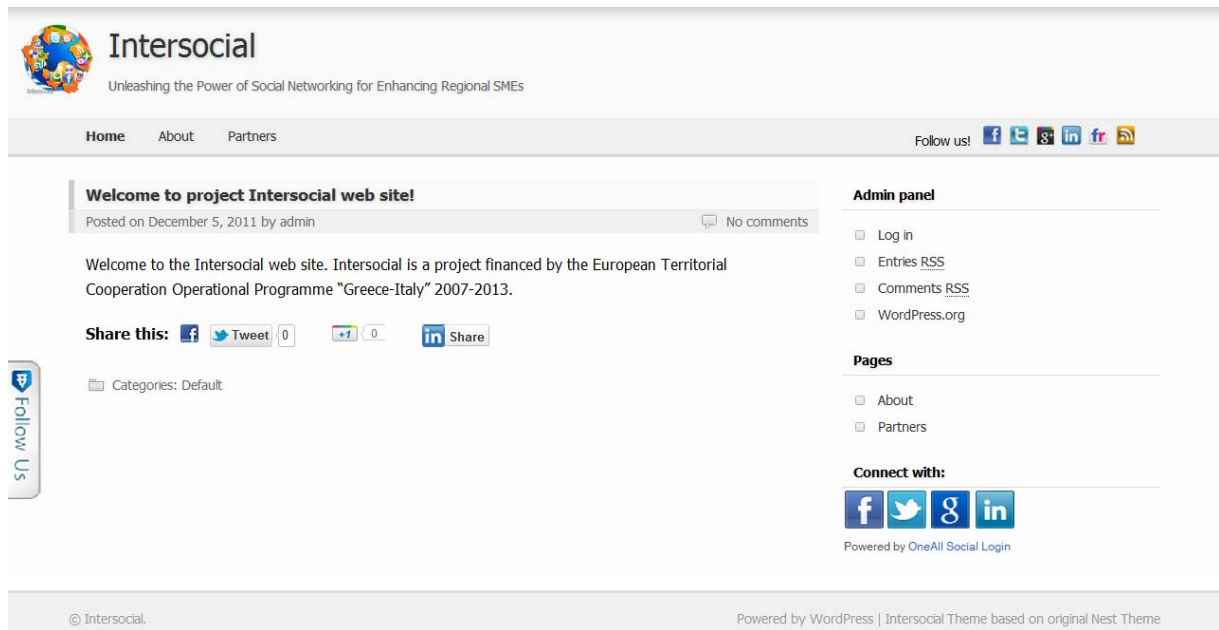 Intersocial
Unleashing the Power of Social Networking for Enhancing Regional SMEs
Home About Partners
Follow us!
Welcome to project Intersocial web site!
Posted on December 5, 2011 by admin
No comments
Welcome to the Intersocial web site. Intersocial is a project financed by the European Territorial
Cooperation Operational Programme “Greece-Italy” 2007-2013.
Share this: Tweet 0 +1 0 in Share
Categories: Default
Follow Us
Admin panel
Log in
Entries RSS
Comments RSS
WordPress.org
Pages
About
Partners
Connect with:
Powered by OneAll Social Login
© Intersocial.
Powered by WordPress | Intersocial Theme based on original Nest Theme